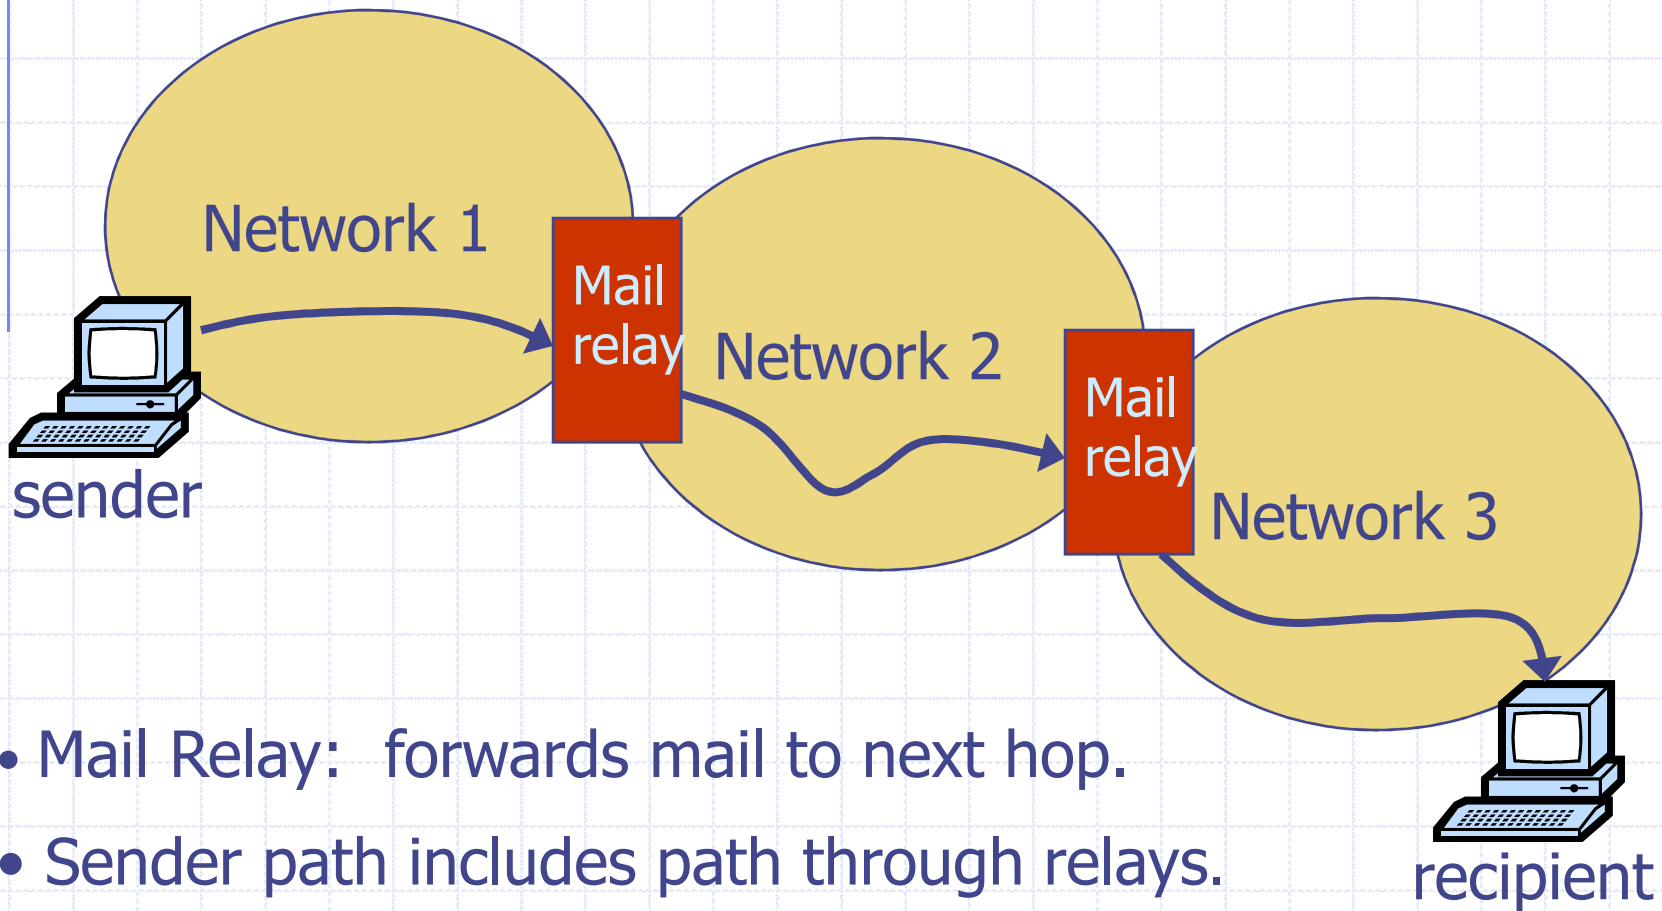 Network 1
Mail
relay
Network 2
Mail
relay
sender
Network 3
• Mail Relay: forwards mail to next hop.
• Sender path includes path through relays.
recipient